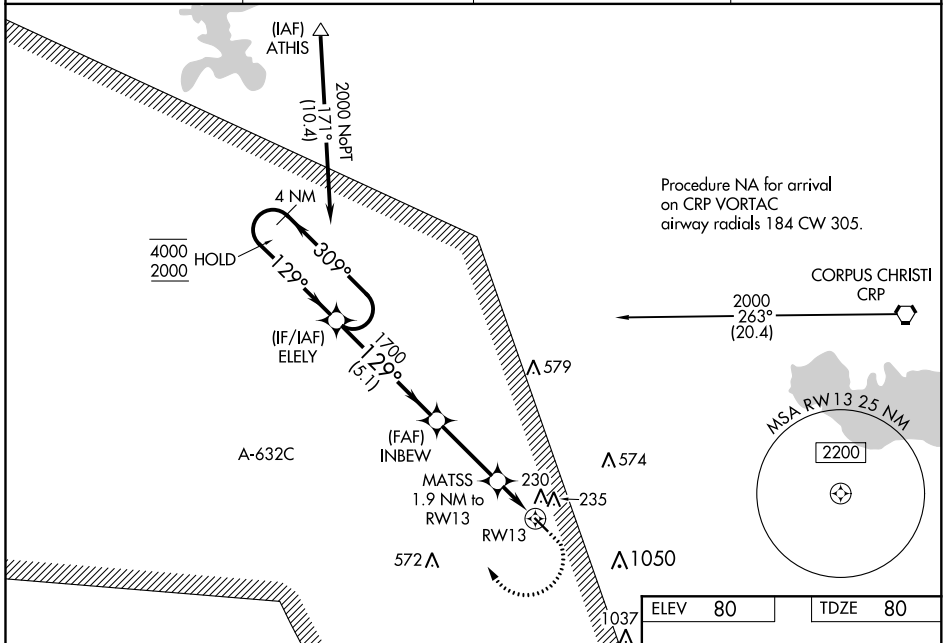 (IAF)
ATHIS
2000 NoPT
171°
(10.4)
4 NM
309°
4000
2000
HOLD
129°
(IF/IAF)
ELELY
1700
129°
(5.1)
Procedure NA for arrival
on CRP VORTAC
airway radials 184 CW 305.
CORPUS CHRISTI
CRP
2000
263°
(20.4)
579
(FAF)
INBEW
A-632C
574
MATSS
1.9 NM to
RW13
230
235
RW13
572
1050
1037
MSA RW13 25 NM
2200
ELEV 80
TDZE 80